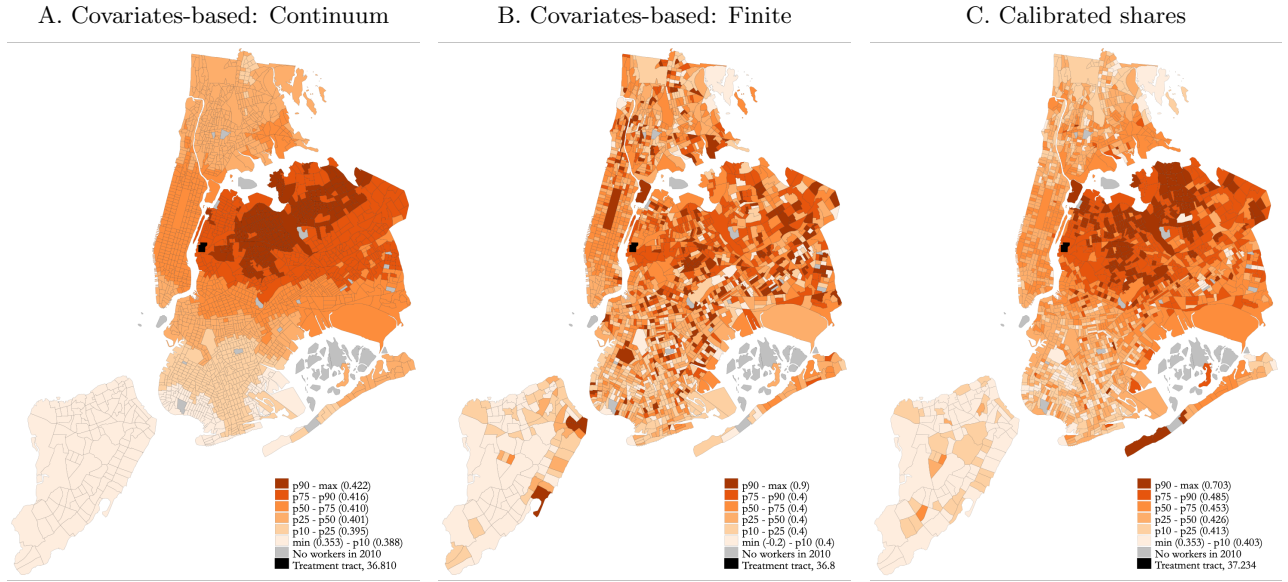 A. Covariates-based: Continuum
B. Covariates-based: Finite
C. Calibrated shares
p90 - max (0.422)
p75 - p90 (0.416)
p50 - p75 (0.410)
p25 - p50 (0.401)
p10 - p25 (0.395)
min (0.353) - p10 (0.388)
No workers in 2010
Treatment tract, 36.810
p90 - max (0.9)
p75 - p90 (0.4)
p50 - p75 (0.4)
p25 - p50 (0.4)
p10 - p25 (0.4)
min (-0.2) - p10 (0.4)
No workers in 2010
Treatment tract, 36.8
p90 - max (0.703)
p75 - p90 (0.485)
p50 - p75 (0.453)
p25 - p50 (0.426)
p10 - p25 (0.413)
min (0.353) - p10 (0.403)
No workers in 2010
Treatment tract, 37.234